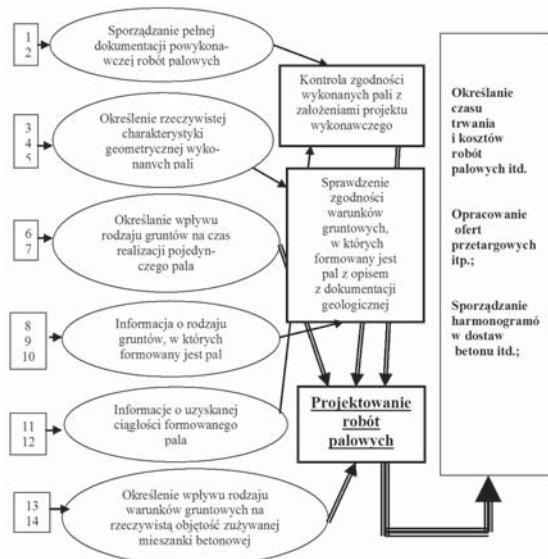 1
2
Sporządzanie pełnej
dokumentacji powykona-
wczej robót palowych
3
4
5
Określenie rzeczywistej
charakterystyki
geometrycznej wyko-
nanych pali
6
7
Określanie wpływu
rodzaju gruntów na czas
realizacji pojedyn-
czego pala
8
9
10
Informacja o rodzaju
gruntów, w których
formowany jest pal
11
12
Informacje o uzyskanej
ciągłości formowanego
pala
13
14
Określenie wpływu rodzaju
warunków gruntowych na
rzeczywistą objętość zużywanej
mieszanki betonowej
Kontrola zgodności
wykonanych pali z
założeniami projektu
wykonawczego
Sprawdzenie
zgodności
warunków
gruntowych,
w których
formowany jest
pal z opisem
z dokumentacji
geologicznej
Projektowanie
robót
palowych
Określanie
czasu
trwania
i kosztów
robót
palowych itd.
Opracowanie
ofert
przetargowych
itp.;
Sporządzanie
harmonogramó
w dostaw
betonu itd.;